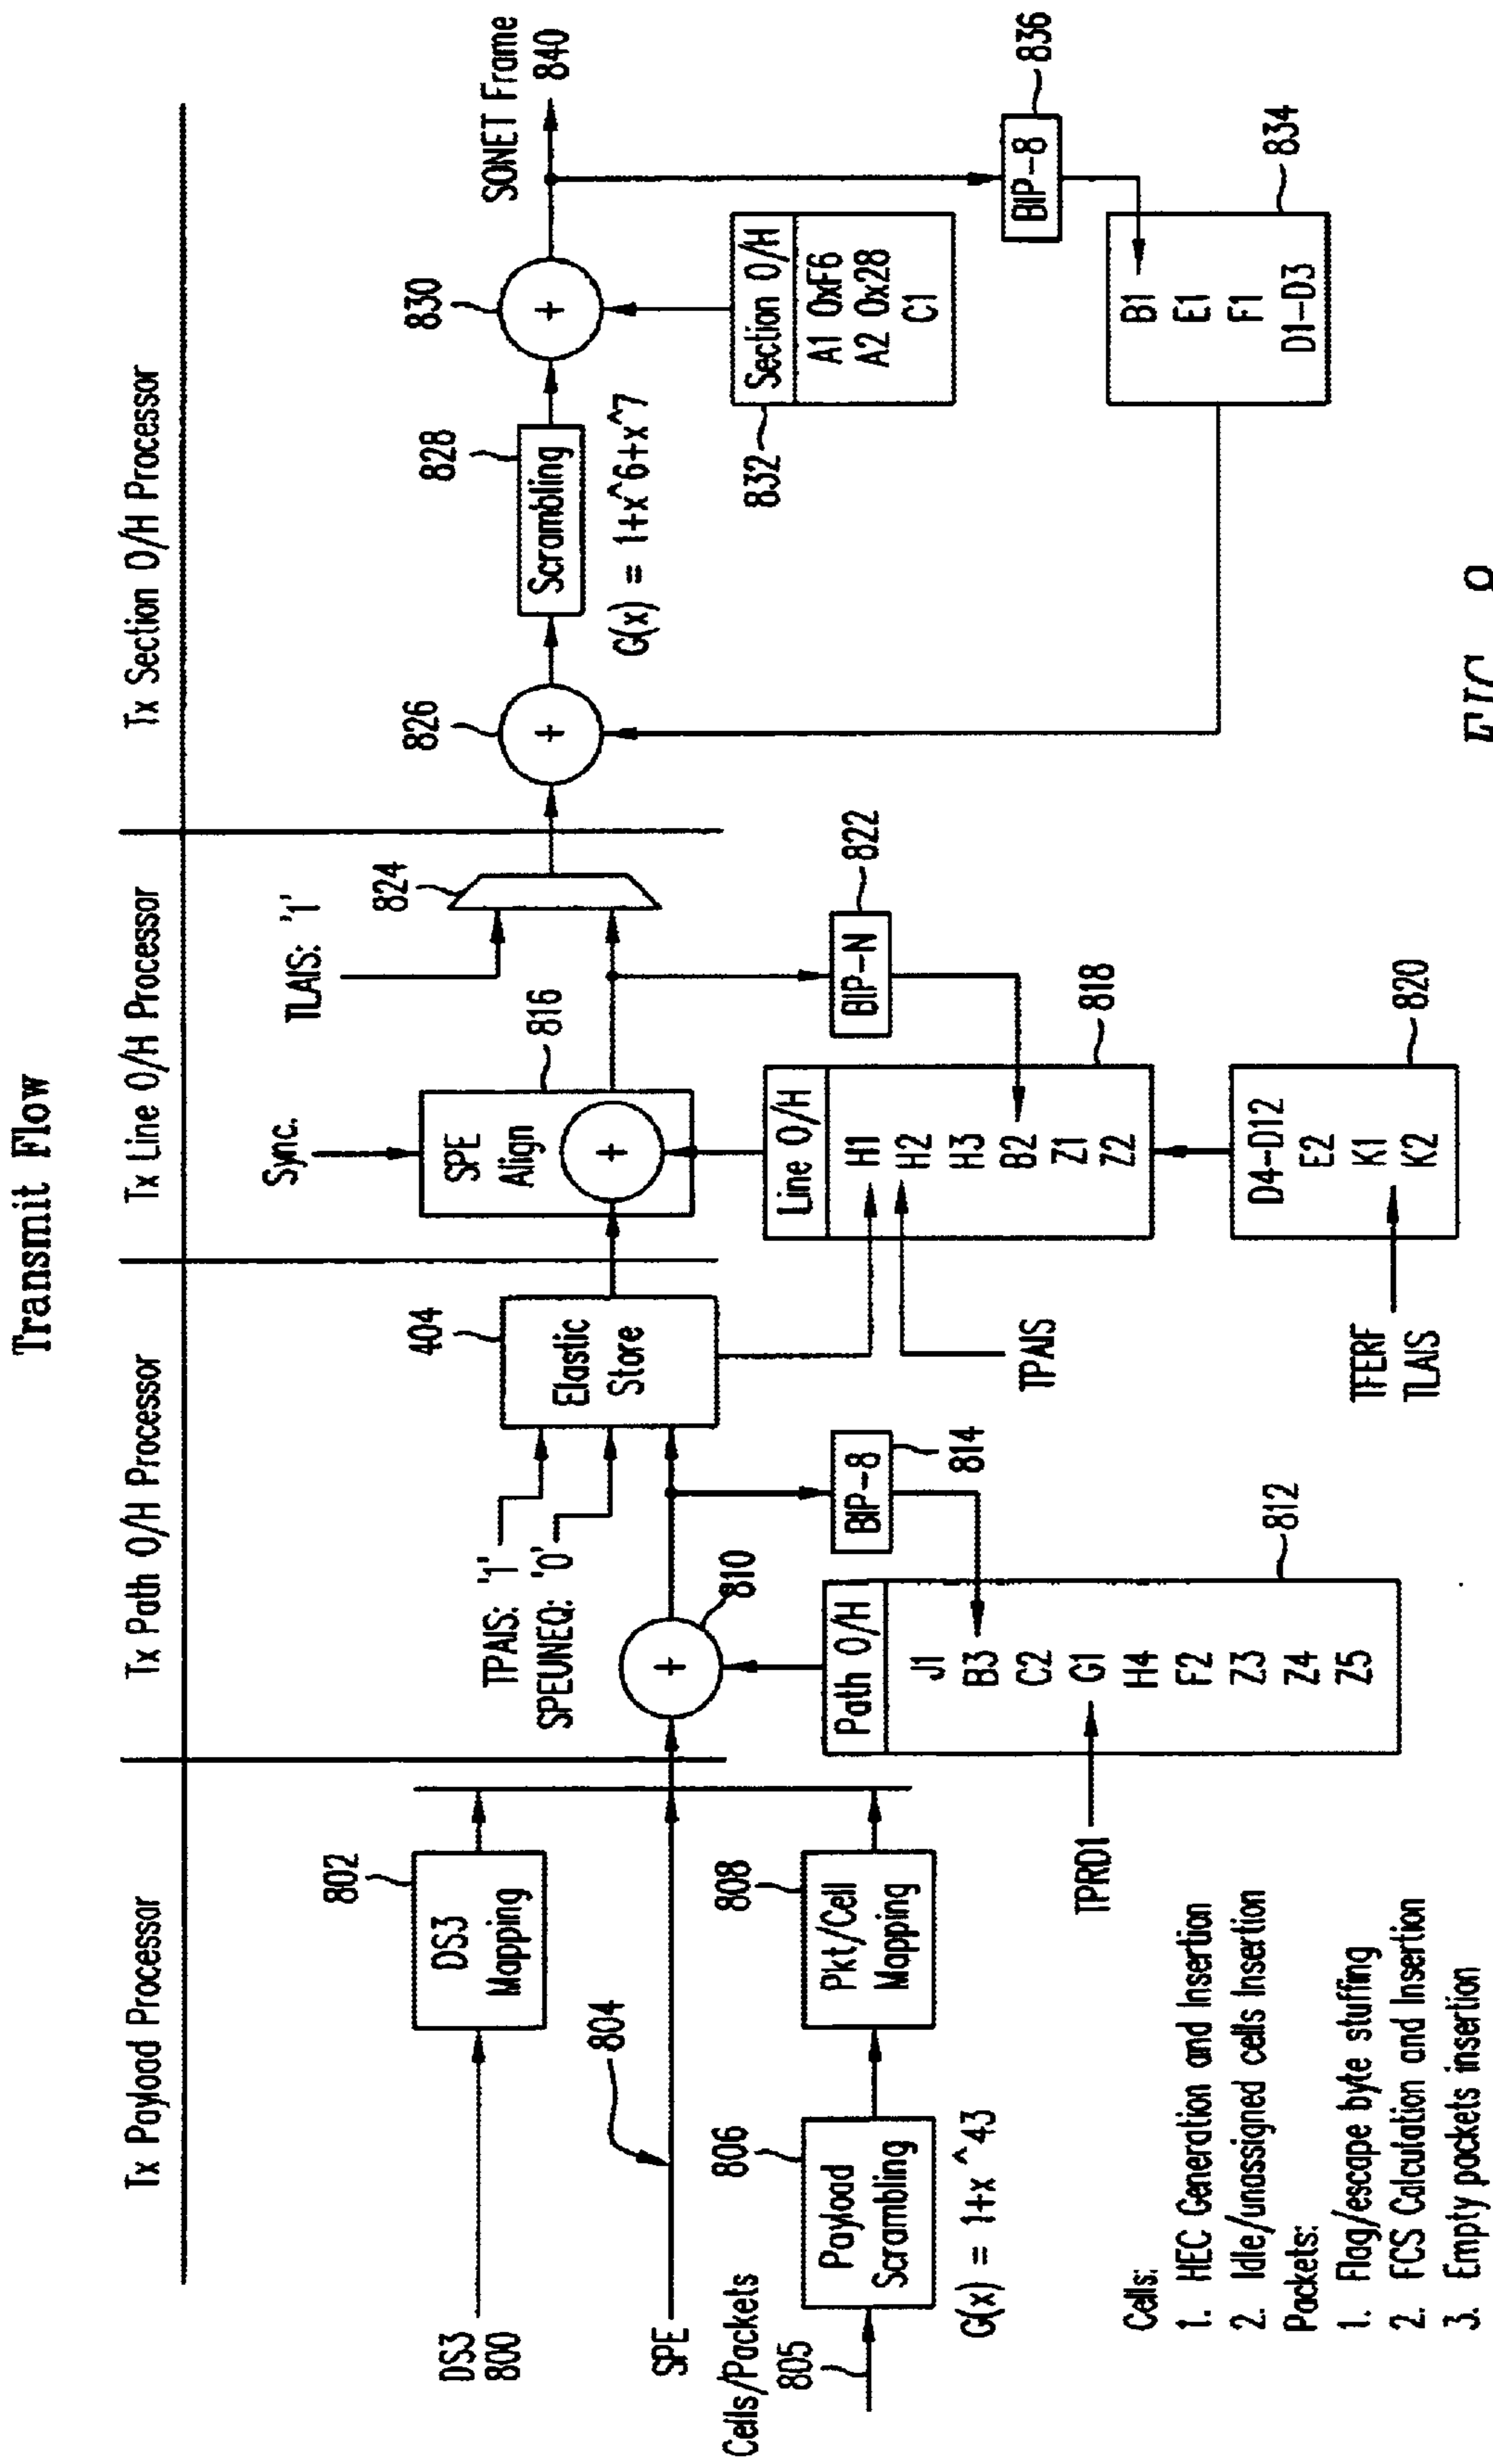 Transmit Flow
Tx Payload Processor
Tx Path O/H Processor
Tx Line O/H Processor
Tx Section O/H Processor
DS3
800
802
DS3
Mapping
SPE
804
Cells/Packets
805
806
Payload
Scrambling
G(x) = 1+x^43
808
Pkt/Cell
Mapping
Cells:
1. HEC Generation and Insertion
2. Idle/unassigned cells Insertion
Packets:
1. Flag/escape byte stuffing
2. FCS Calculation and Insertion
3. Empty packets insertion
TPAIS: '1'
SPEUNEQ: '0'
810
404
Elastic
Store
BIP-8
814
Path O/H
J1
B3
C2
G1
H4
F2
Z3
Z4
Z5
812
TPRD1
Sync.
SPE
Align
+
816
TLAIS: '1'
824
BIP-N
822
Line O/H
H1
H2
H3
B2
Z1
Z2
818
TPAIS
D4-D12
E2
K1
K2
820
TFERF
TLAIS
826
+
828
Scrambling
G(x) = 1+x^6+x^7
830
+
SONET Frame
840
832
Section O/H
A1 0xF6
A2 0x28
C1
BIP-8
836
B1
E1
F1
D1-D3
834
+